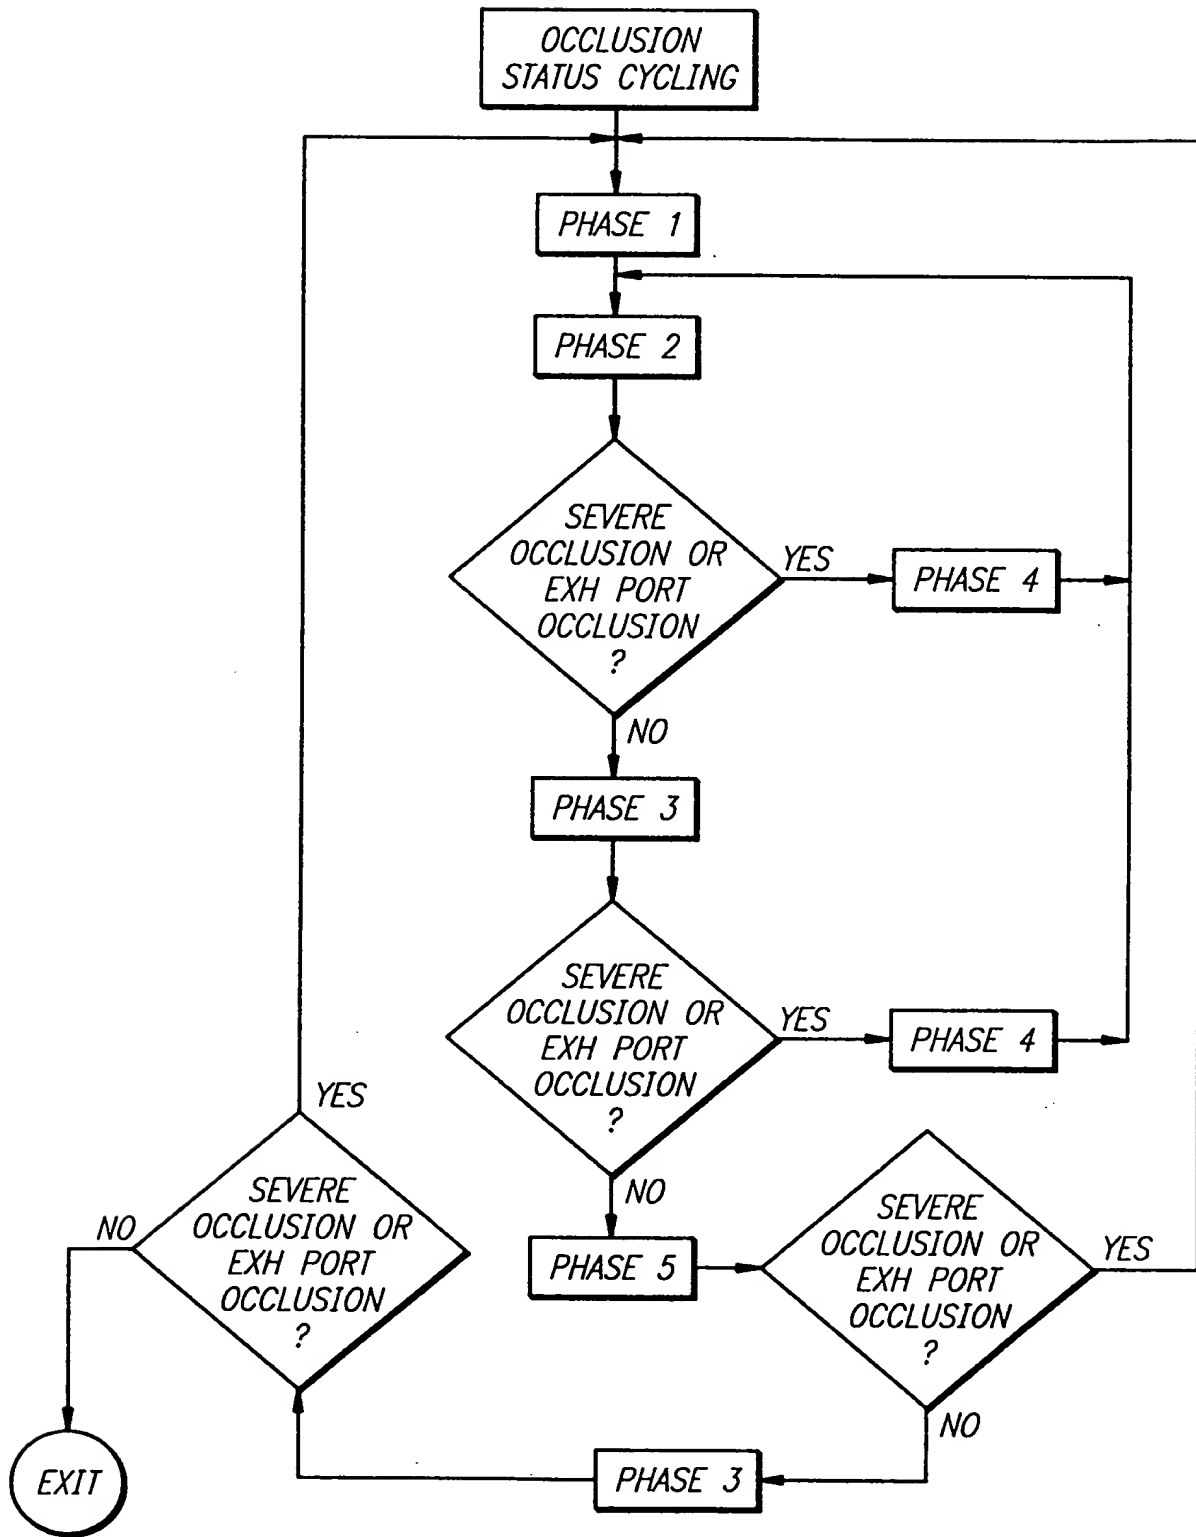 OCCLUSION
STATUS CYCLING
PHASE 1
PHASE 2
SEVERE
OCCLUSION OR
EXH PORT
OCCLUSION
?
YES
PHASE 4
NO
PHASE 3
SEVERE
OCCLUSION OR
EXH PORT
OCCLUSION
?
YES
PHASE 4
NO
PHASE 5
SEVERE
OCCLUSION OR
EXH PORT
OCCLUSION
?
YES
NO
PHASE 3
SEVERE
OCCLUSION OR
EXH PORT
OCCLUSION
?
YES
NO
EXIT